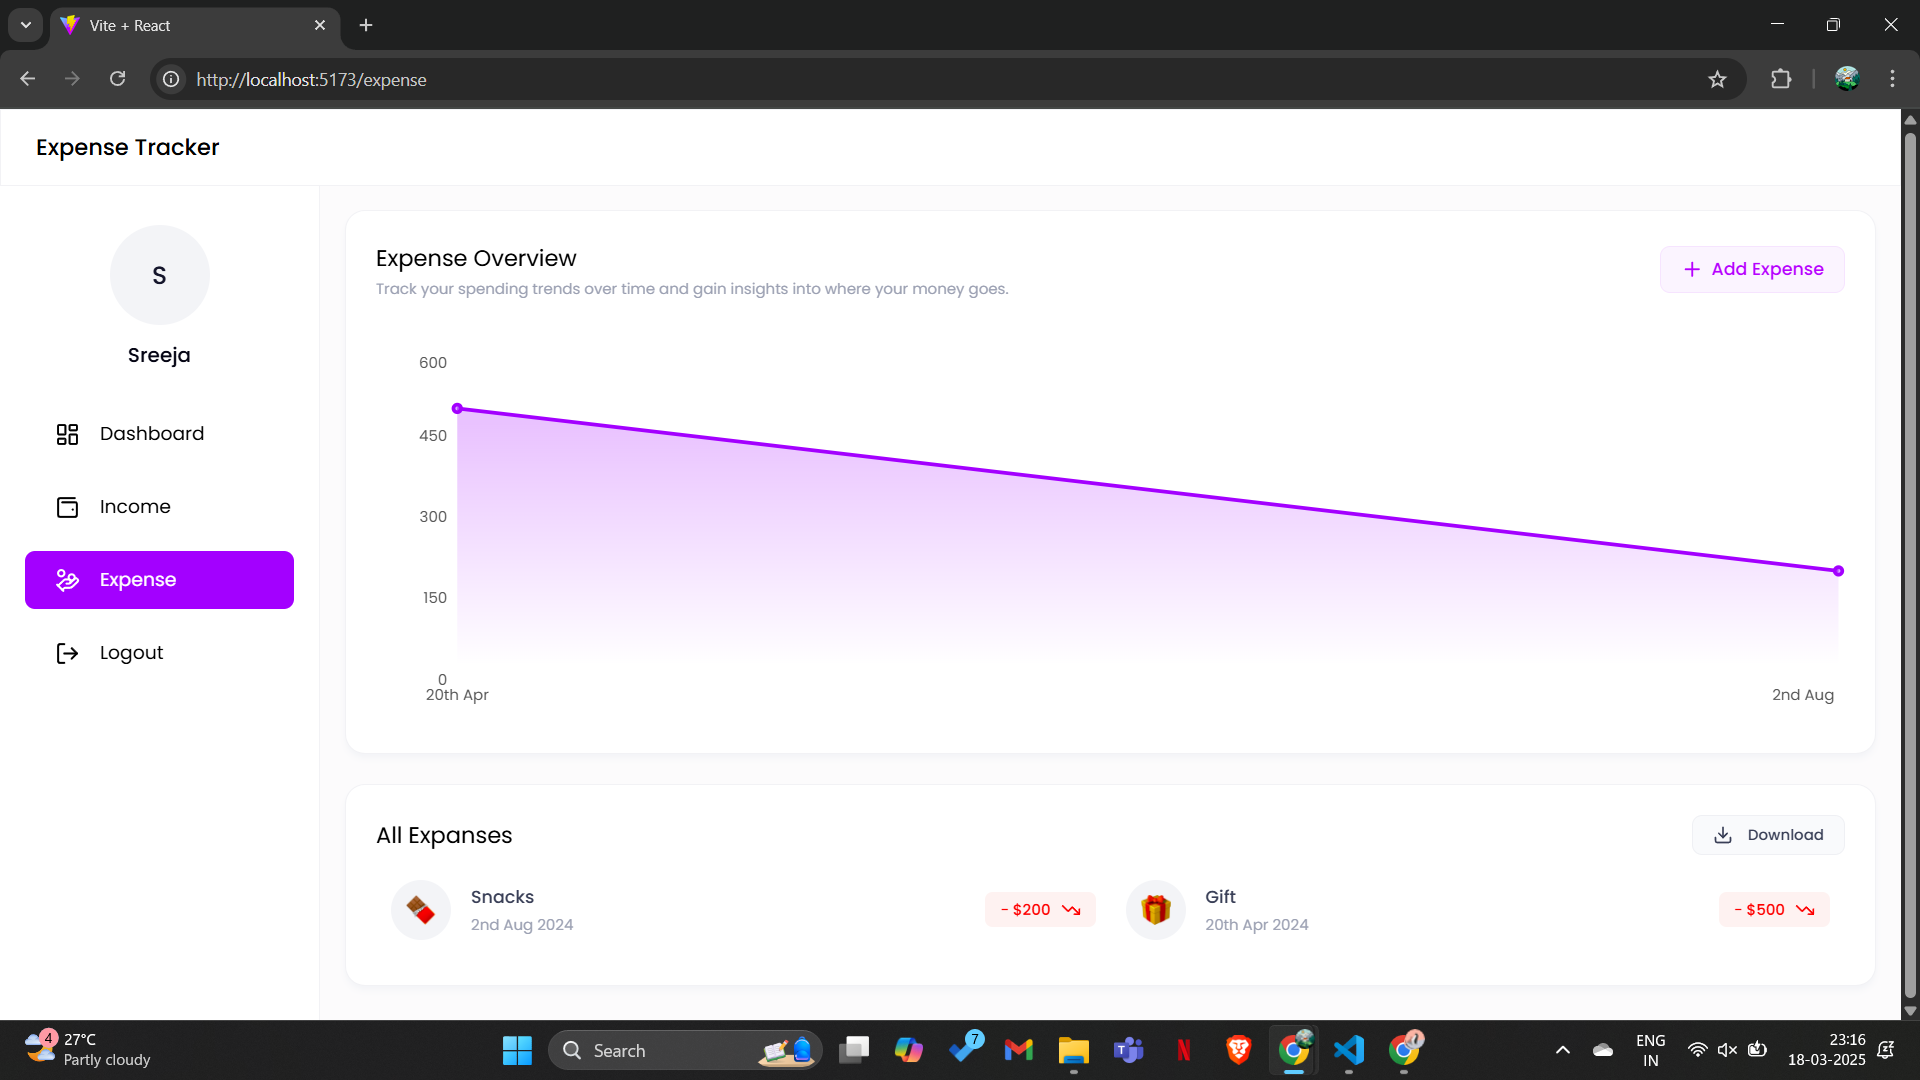 Vite + React
http://localhost:5173/expense
Expense Tracker
S
Sreeja
Dashboard
Income
Expense
Logout
Expense Overview
Track your spending trends over time and gain insights into where your money goes.
Add Expense
600
450
300
150
0
20th Apr
2nd Aug
All Expanses
Download
Snacks
2nd Aug 2024
- $200
Gift
20th Apr 2024
- $500
4
27°C
Partly cloudy
Search
7
T
N
ENG
IN
23:16
18-03-2025